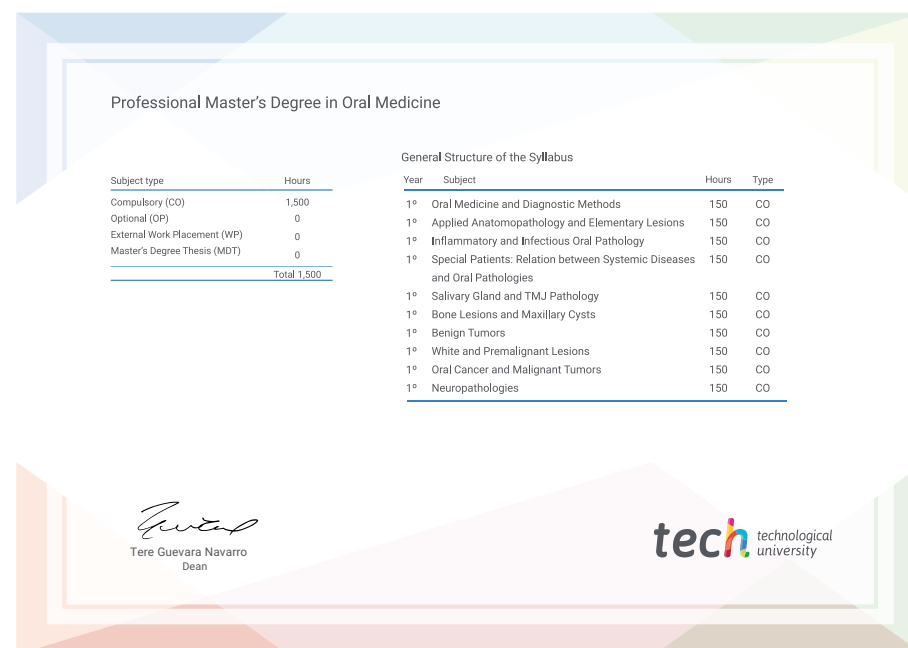 Professional Master's Degree in Oral Medicine
Subject type Hours
Compulsory (CO) 1,500
Optional (OP) 0
External Work Placement (WP) 0
Master's Degree Thesis (MDT) 0
Total 1,500
General Structure of the Syllabus
Year Subject Hours Type
1º Oral Medicine and Diagnostic Methods 150 CO
1º Applied Anatomopathology and Elementary Lesions 150 CO
1º Inflammatory and Infectious Oral Pathology 150 CO
1º Special Patients: Relation between Systemic Diseases 150 CO
and Oral Pathologies
1º Salivary Gland and TMJ Pathology 150 CO
1º Bone Lesions and Maxillary Cysts 150 CO
1º Benign Tumors 150 CO
1º White and Premalignant Lesions 150 CO
1º Oral Cancer and Malignant Tumors 150 CO
1º Neuropathologies 150 CO
Tere Guevara Navarro
Dean
tech technological
university